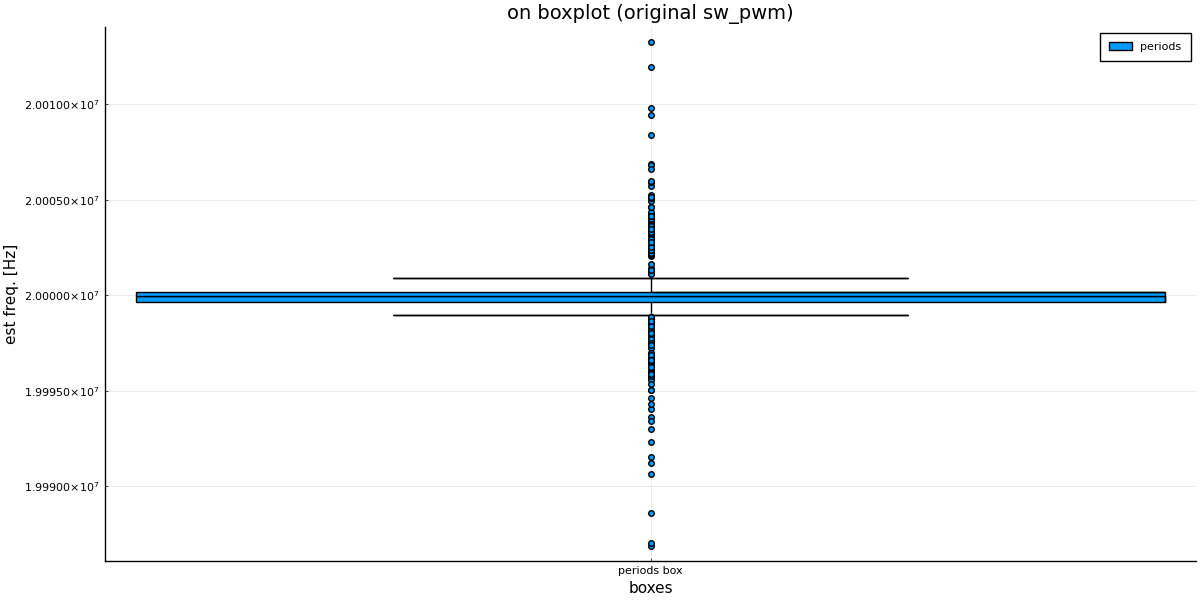 on boxplot (original sw_pwm)
periods
2.00100×10⁷
2.00050×10⁷
2.00000×10⁷
1.99950×10⁷
1.99900×10⁷
est freq. [Hz]
periods box
boxes